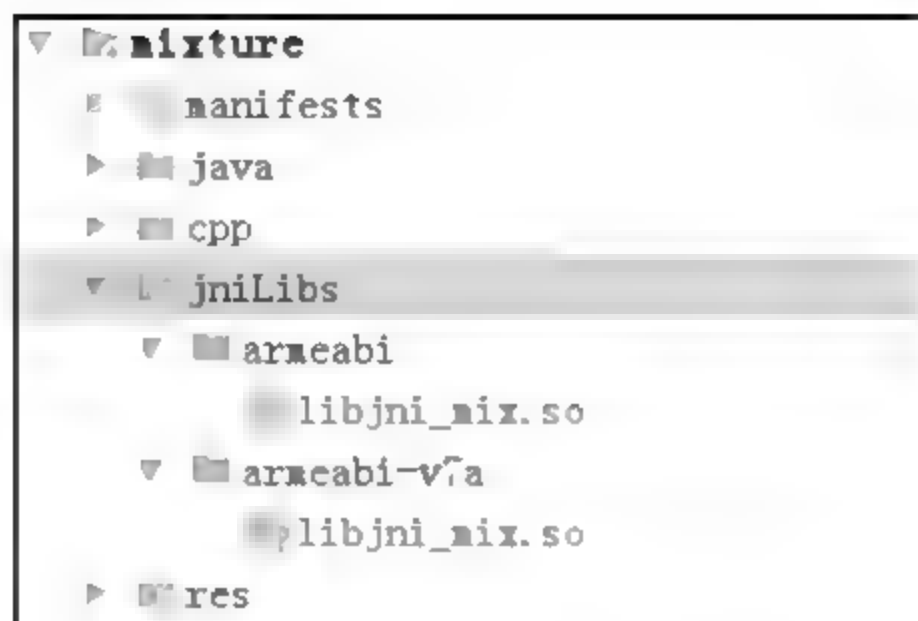 mixture
manifests
java
cpp
jniLibs
armeabi
libjni_mix.so
armeabi-v7a
libjni_mix.so
res